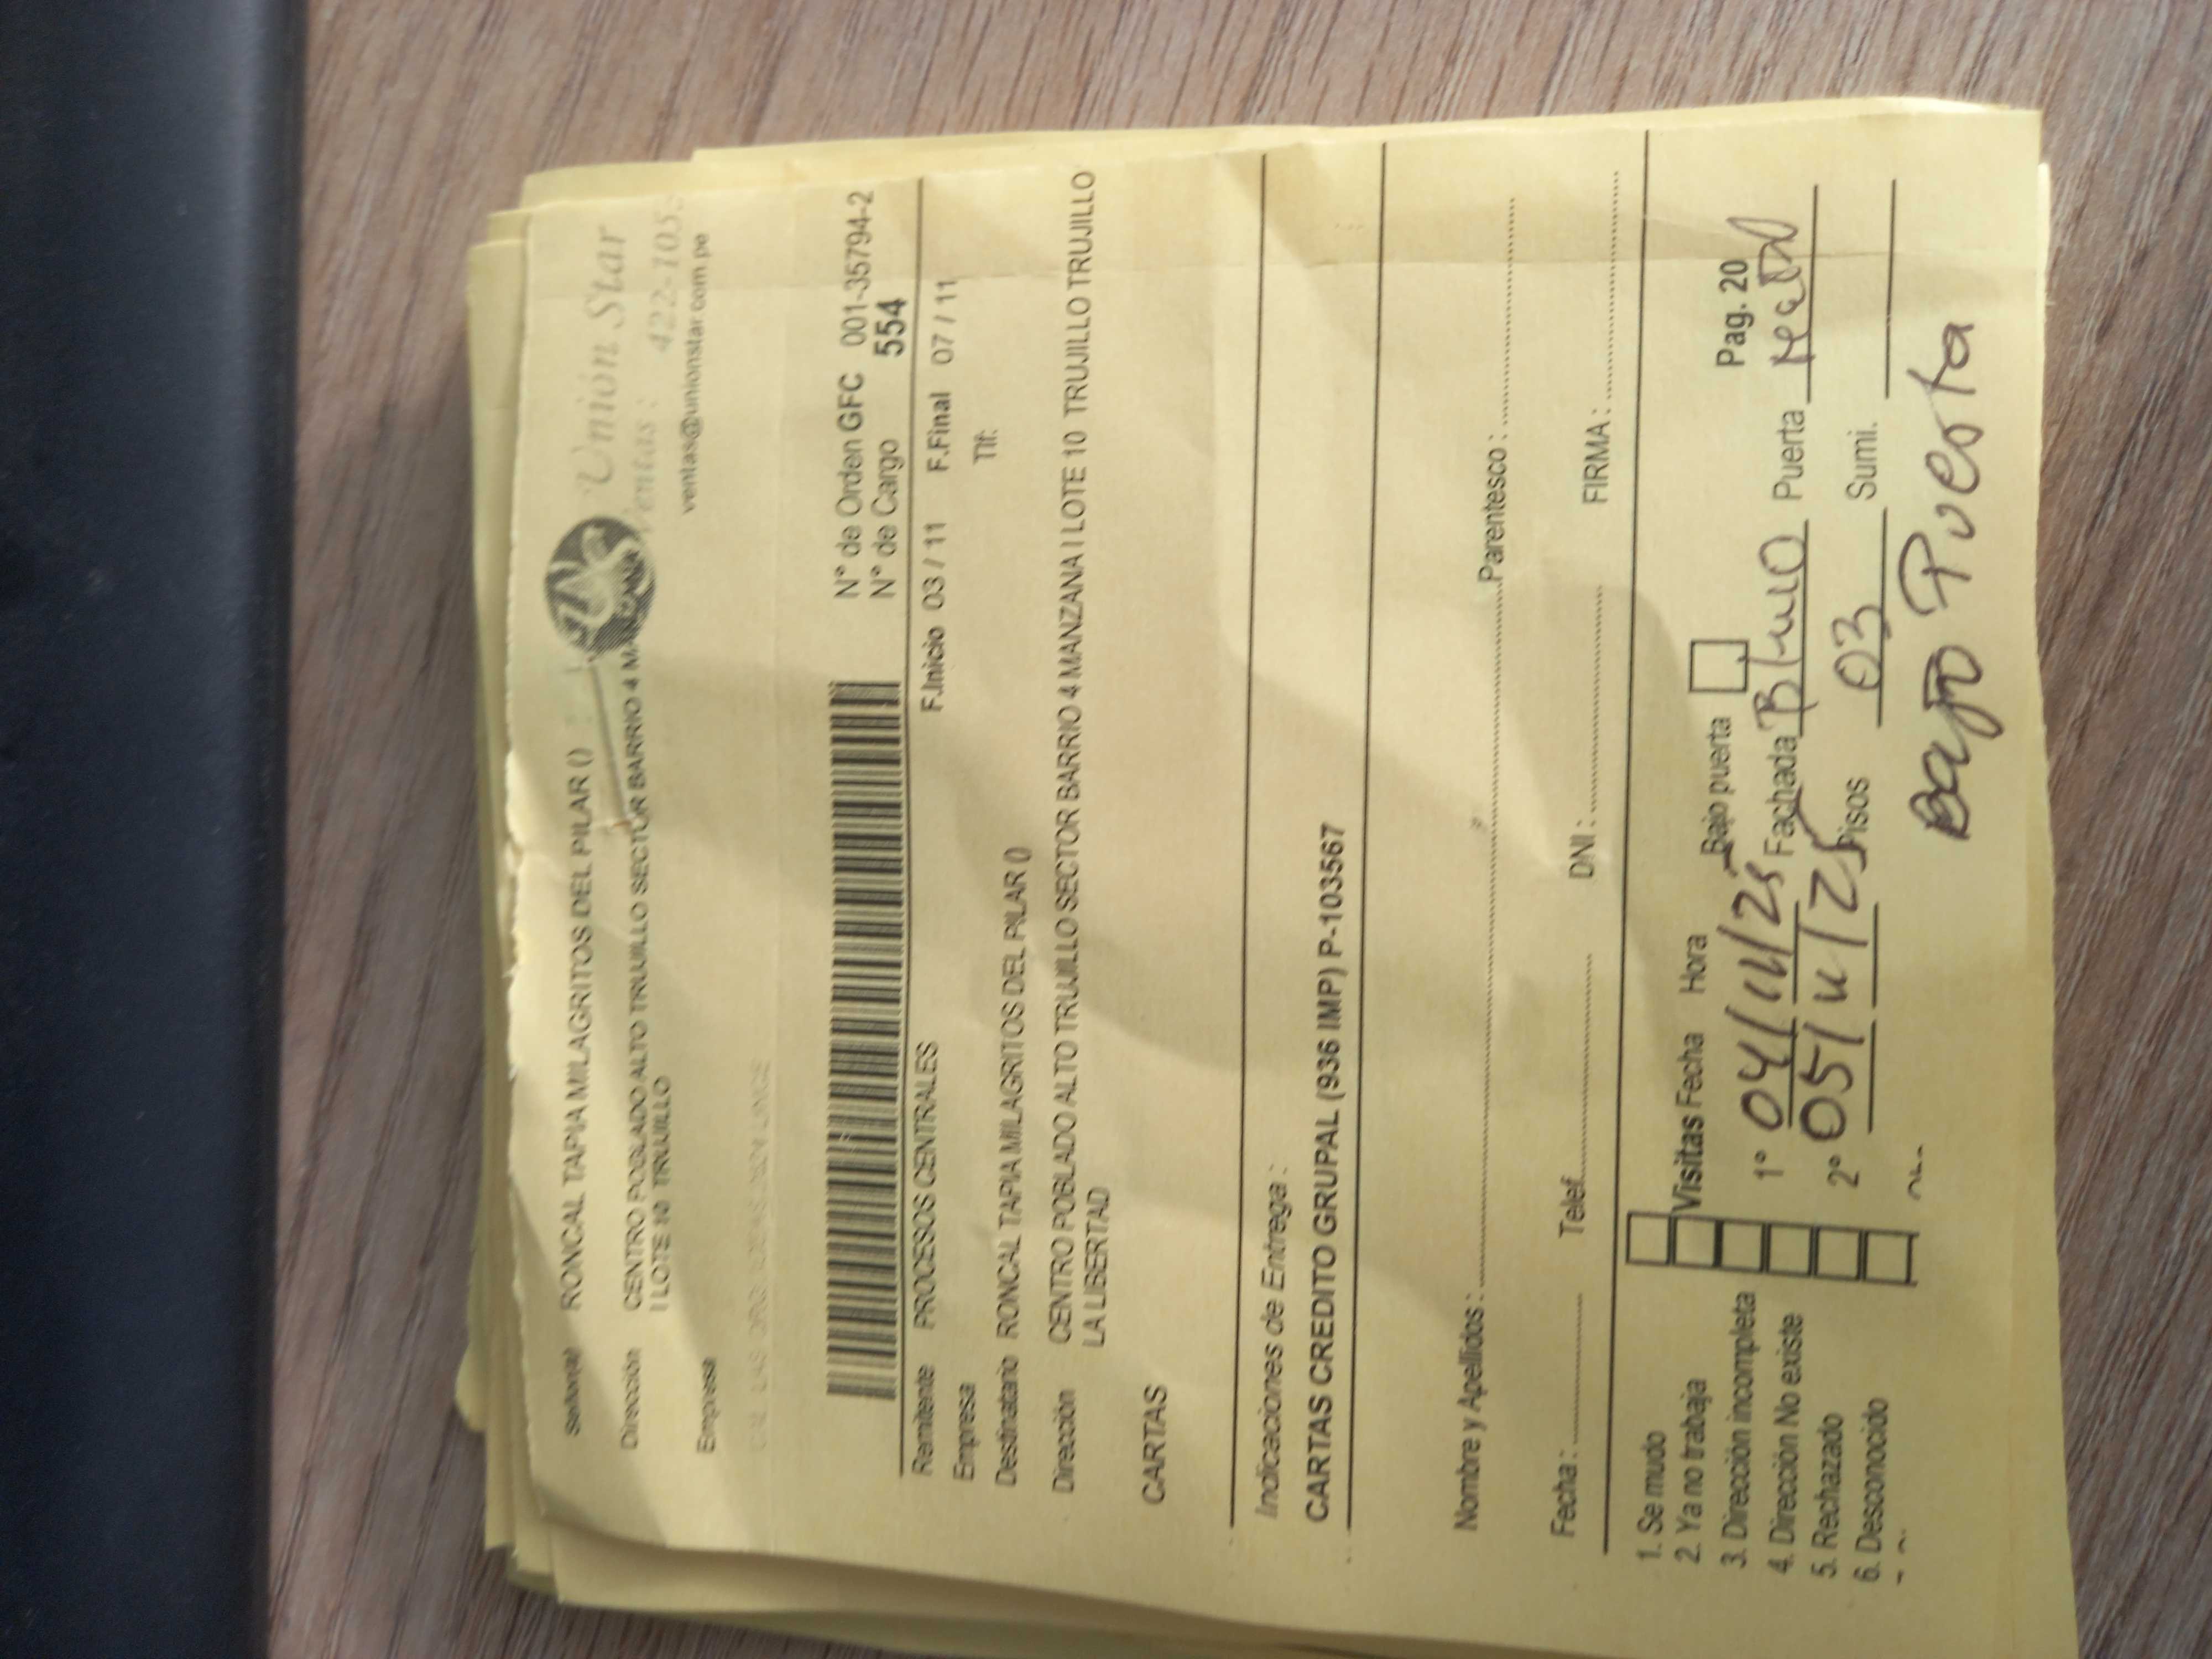 Unión Star
Ventas : 422-105
ventas@unionstar.com.pe
Señor(a) RONCAL TAPIA MILAGRITOS DEL PILAR ()
Dirección CENTRO POBLADO ALTO TRUJILLO SECTOR BARRIO 4 MA
I LOTE 10 TRUJILLO
Empresa
N° de Orden GFC 001-35794-2
N° de Cargo 554
Remitente PROCESOS CENTRALES F.Inicio 03 / 11 F.Final 07 / 11
Empresa Tlf:
Destinatario RONCAL TAPIA MILAGRITOS DEL PILAR ()
Dirección CENTRO POBLADO ALTO TRUJILLO SECTOR BARRIO 4 MANZANA I LOTE 10 TRUJILLO TRUJILLO
LA LIBERTAD
CARTAS
Indicaciones de Entrega :
CARTAS CREDITO GRUPAL (936 IMP) P-103567
Nombre y Apellidos : Parentesco :
Fecha : Telef. DNI : FIRMA :
1. Se mudo
2. Ya no trabaja Visitas Fecha Hora Bajo puerta Pag. 20
3. Dirección incompleta 1° 04/11/25 Fachada Puerta
4. Dirección No existe
5. Rechazado 2° 05/11/25 Pisos 03 Sumi.
6. Desconocido
Bajo Puerta